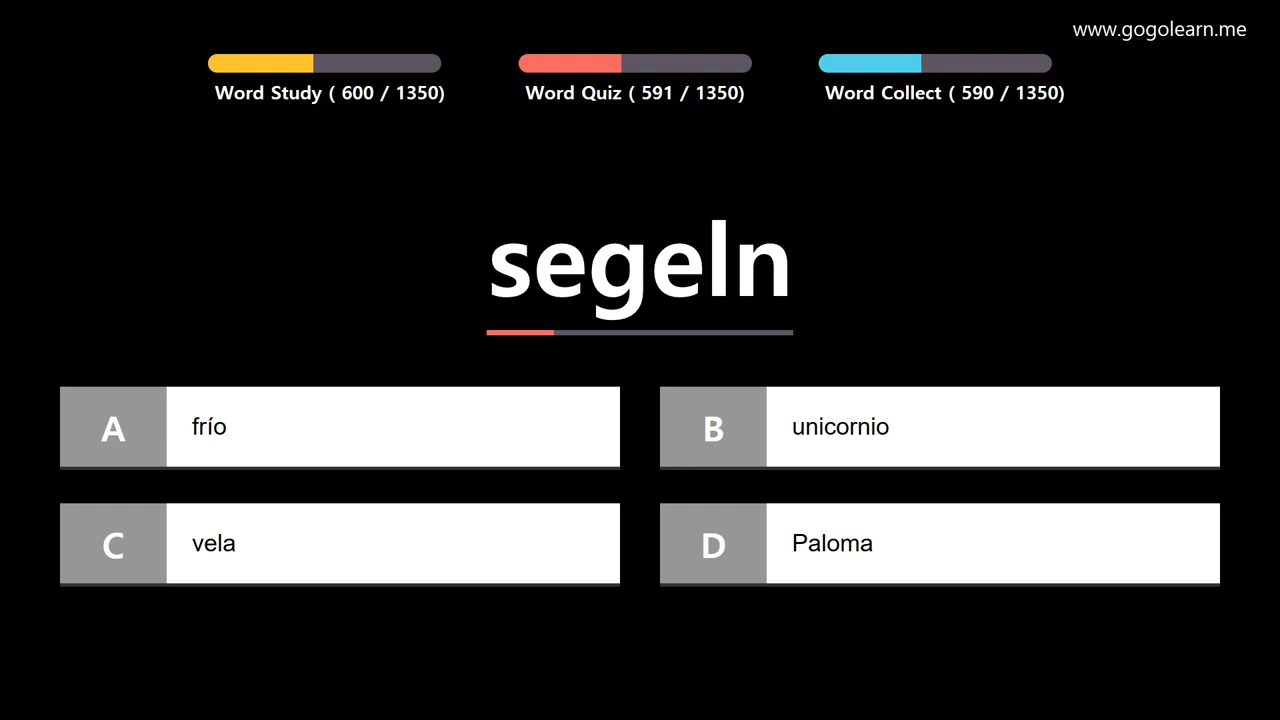 www.gogolearn.me
Word Study ( 600 / 1350)
Word Quiz ( 591 / 1350)
Word Collect ( 590 / 1350)
segeln
A
frío
B
unicornio
C
vela
D
Paloma